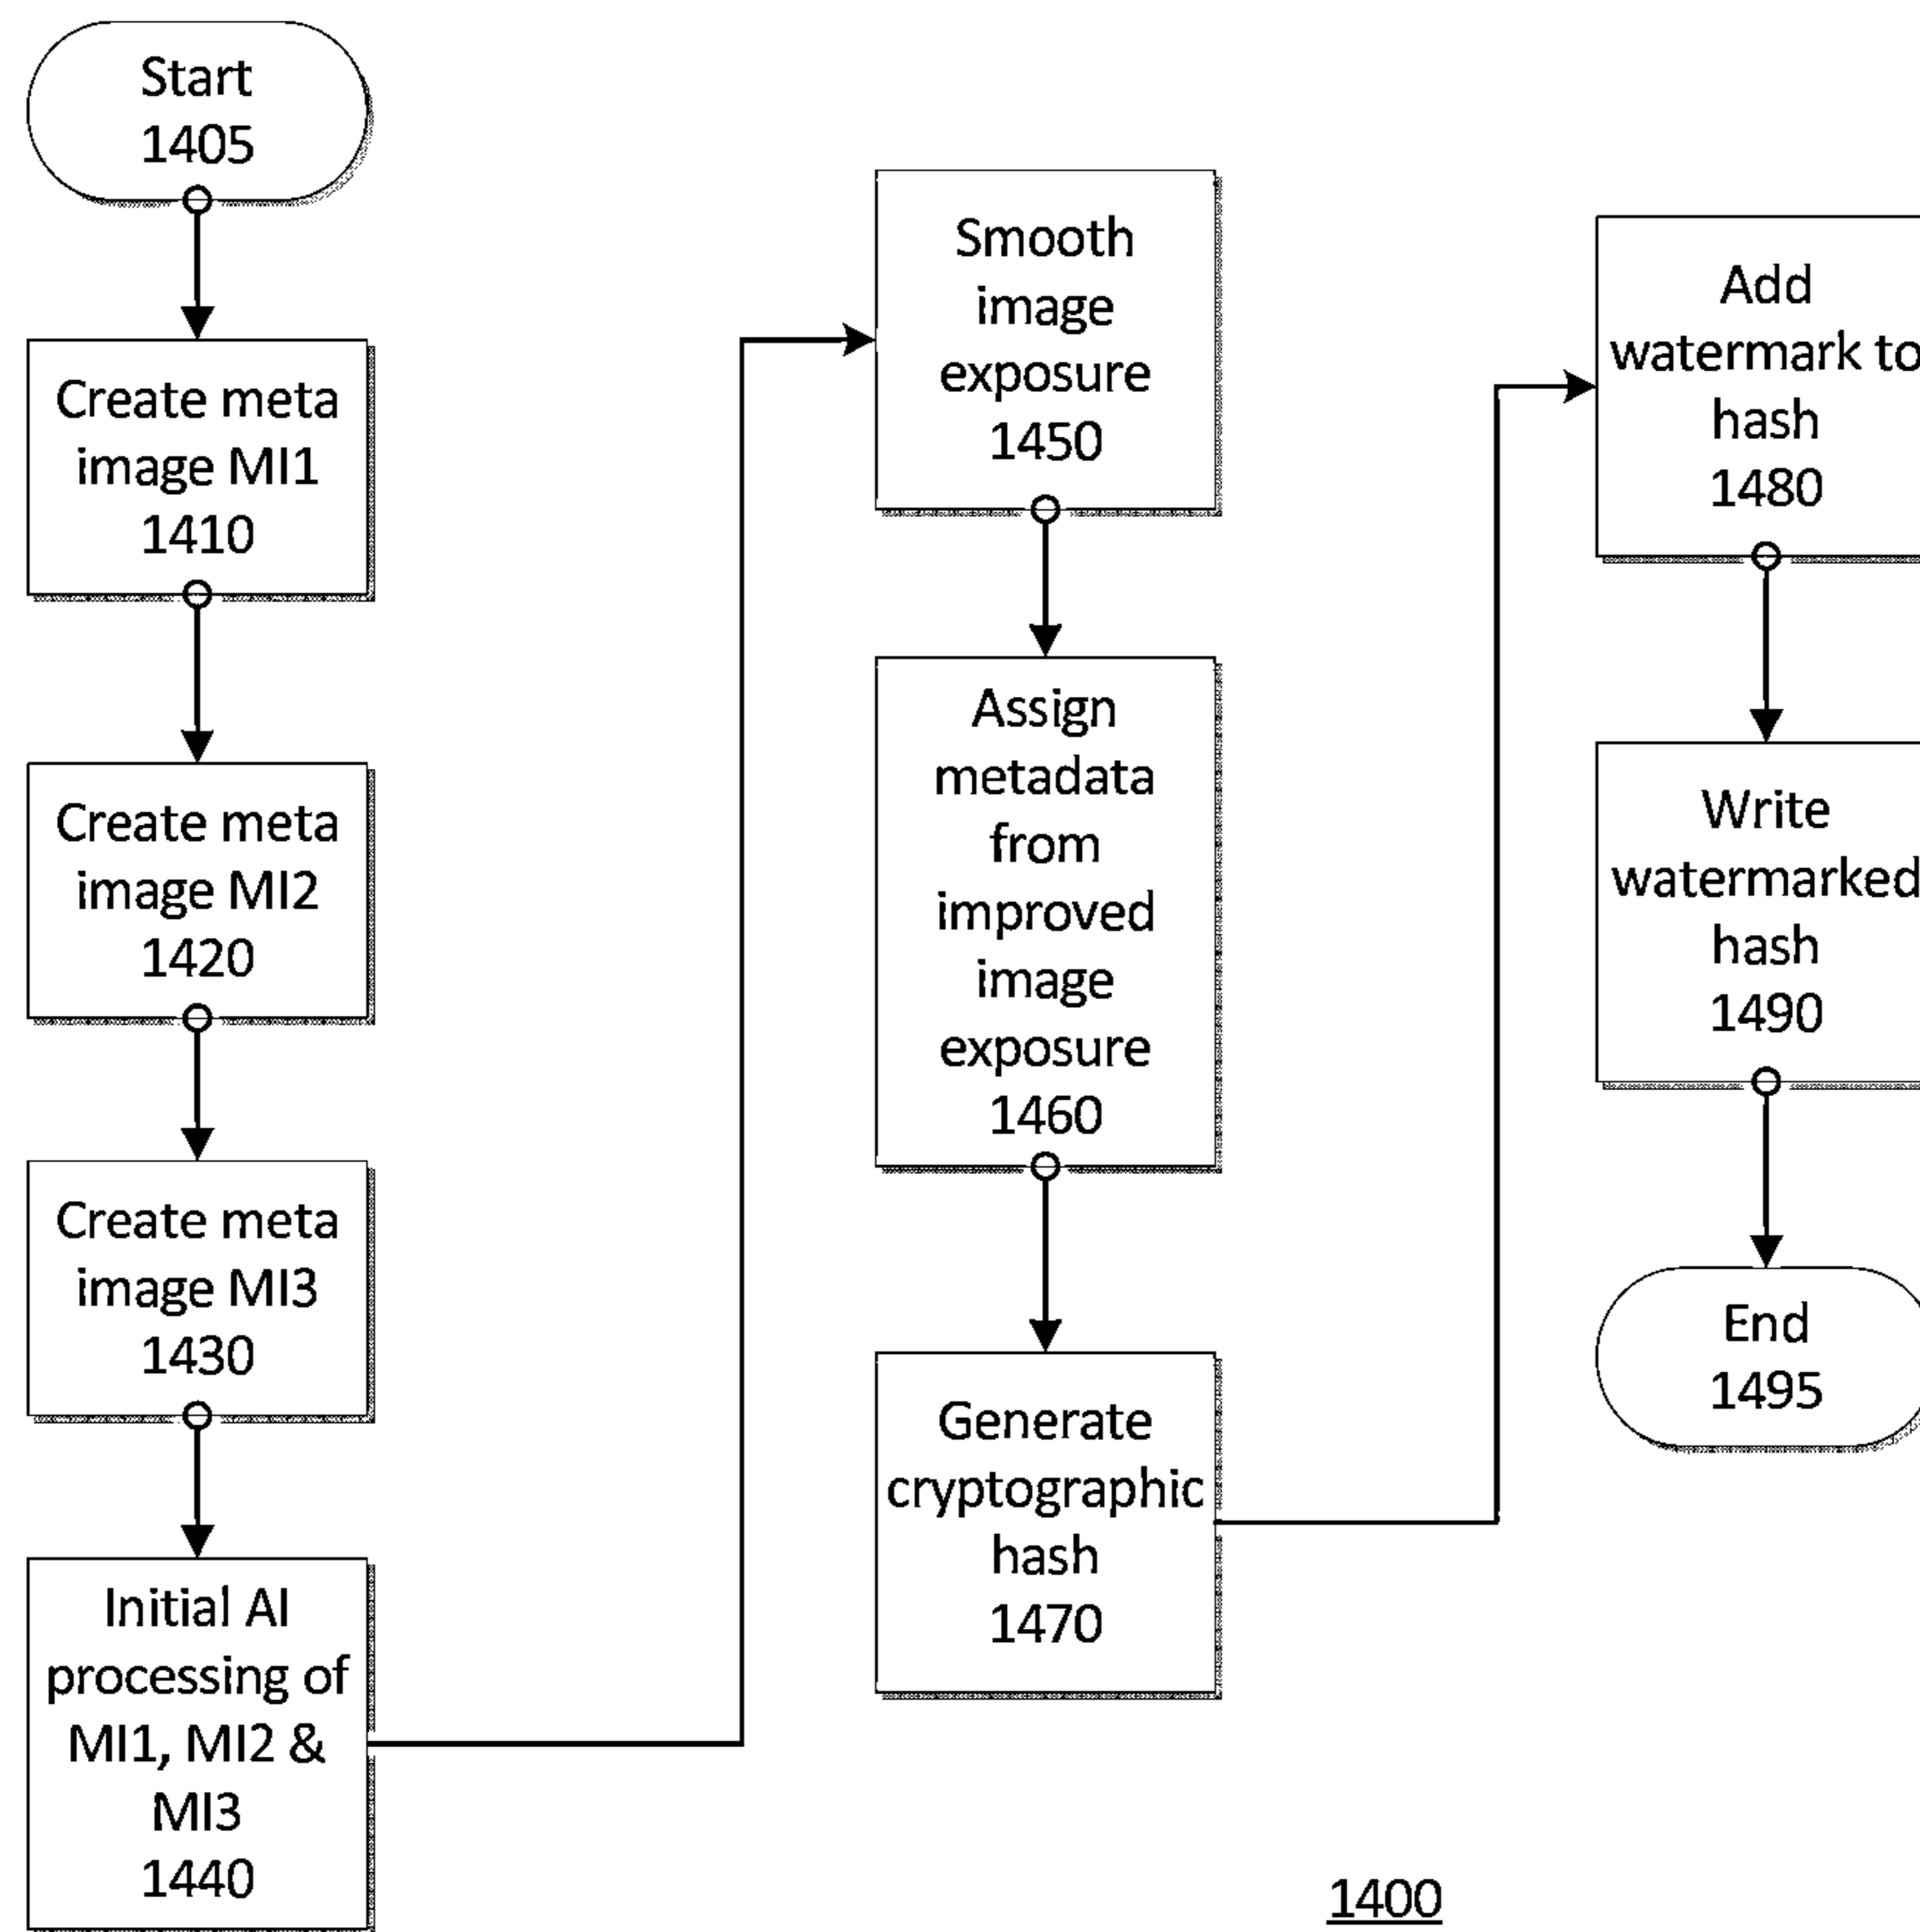 Start
1405
Create meta
image MI1
1410
Create meta
image MI2
1420
Create meta
image MI3
1430
Initial AI
processing of
MI1, MI2 &
MI3
1440
Smooth
image
exposure
1450
Assign
metadata
from
improved
image
exposure
1460
Generate
cryptographic
hash
1470
Add
watermark to
hash
1480
Write
watermarked
hash
1490
End
1495
1400